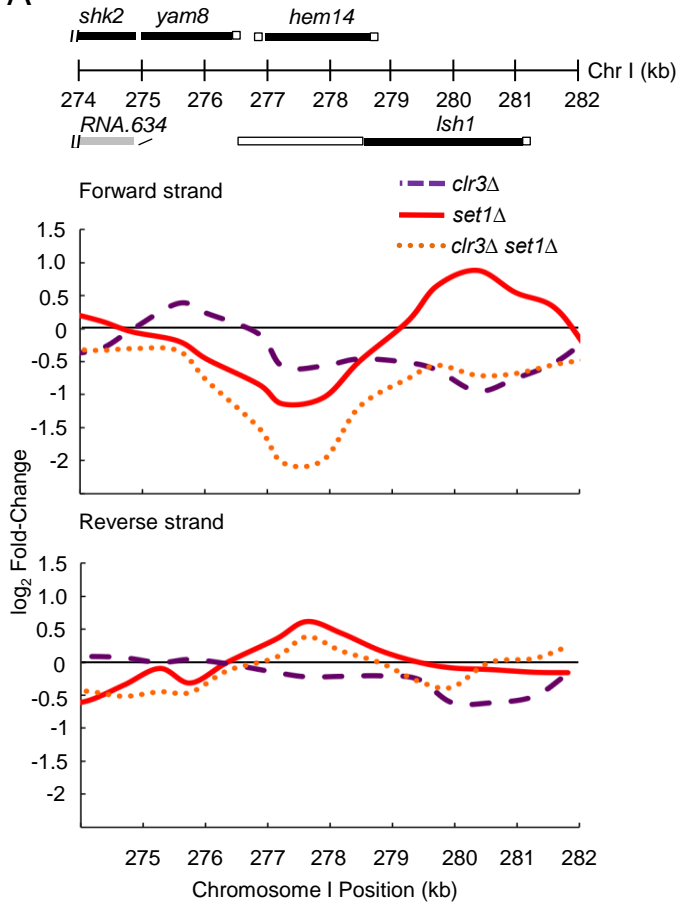 A
shk2 yam8 hem14
Chr I (kb)
274 275 276 277 278 279 280 281 282
RNA.634 lsh1
Forward strand
clr3Δ
set1Δ
clr3Δ set1Δ
1.5
1.0
0.5
0
-0.5
-1
-1.5
-2
log2 Fold-Change
Reverse strand
1.5
1.0
0.5
0
-0.5
-1
-1.5
-2
275 276 277 278 279 280 281 282
Chromosome I Position (kb)